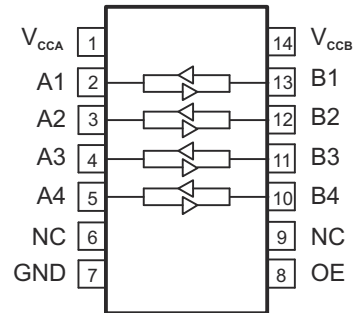 VCCA 1 14 VCCB
A1 2 13 B1
A2 3 12 B2
A3 4 11 B3
A4 5 10 B4
NC 6 9 NC
GND 7 8 OE